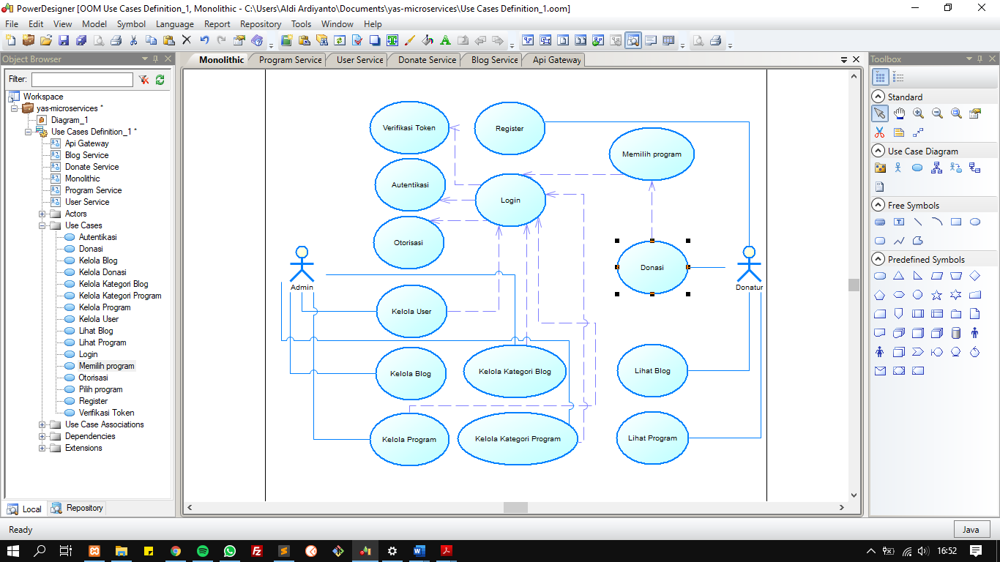 PowerDesigner [OOM Use Cases Definition_1, Monolithic - C:\Users\Aldi Ardiyanto\Documents\yas-microservices\Use Cases Definition_1.oom]
File Edit View Model Symbol Language Report Repository Tools Window Help
Object Browser
Filter:
Workspace
yas-microservices *
Diagram_1
Use Cases Definition_1 *
Api Gateway
Blog Service
Donate Service
Monolithic
Program Service
User Service
Actors
Use Cases
Autentikasi
Donasi
Kelola Blog
Kelola Donasi
Kelola Kategori Blog
Kelola Kategori Program
Kelola Program
Kelola User
Lihat Blog
Lihat Program
Login
Memilih program
Otorisasi
Pilih program
Register
Verifikasi Token
Use Case Associations
Dependencies
Extensions
Local Repository
Monolithic Program Service User Service Donate Service Blog Service Api Gateway
Verifikasi Token
Register
Memilih program
Autentikasi
Login
Otorisasi
Donasi
Admin
Donatur
Kelola User
Kelola Blog
Kelola Kategori Blog
Lihat Blog
Kelola Program
Kelola Kategori Program
Lihat Program
Toolbox
Standard
Use Case Diagram
Free Symbols
Predefined Symbols
Ready
Java
16:52